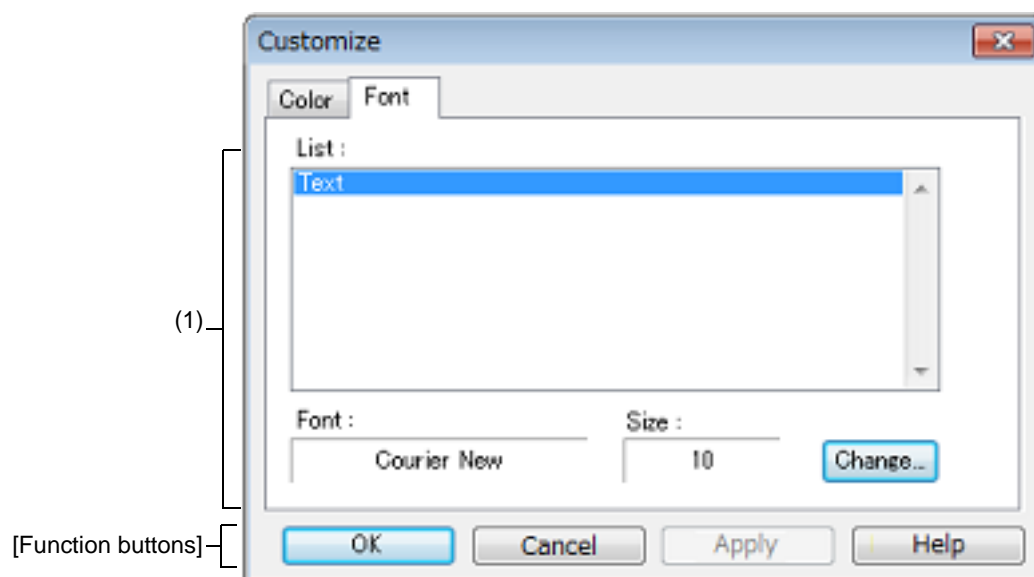 Customize
Color Font
List :
Text
(1)
Font : Size :
Courier New 10 Change...
[Function buttons] OK Cancel Apply Help